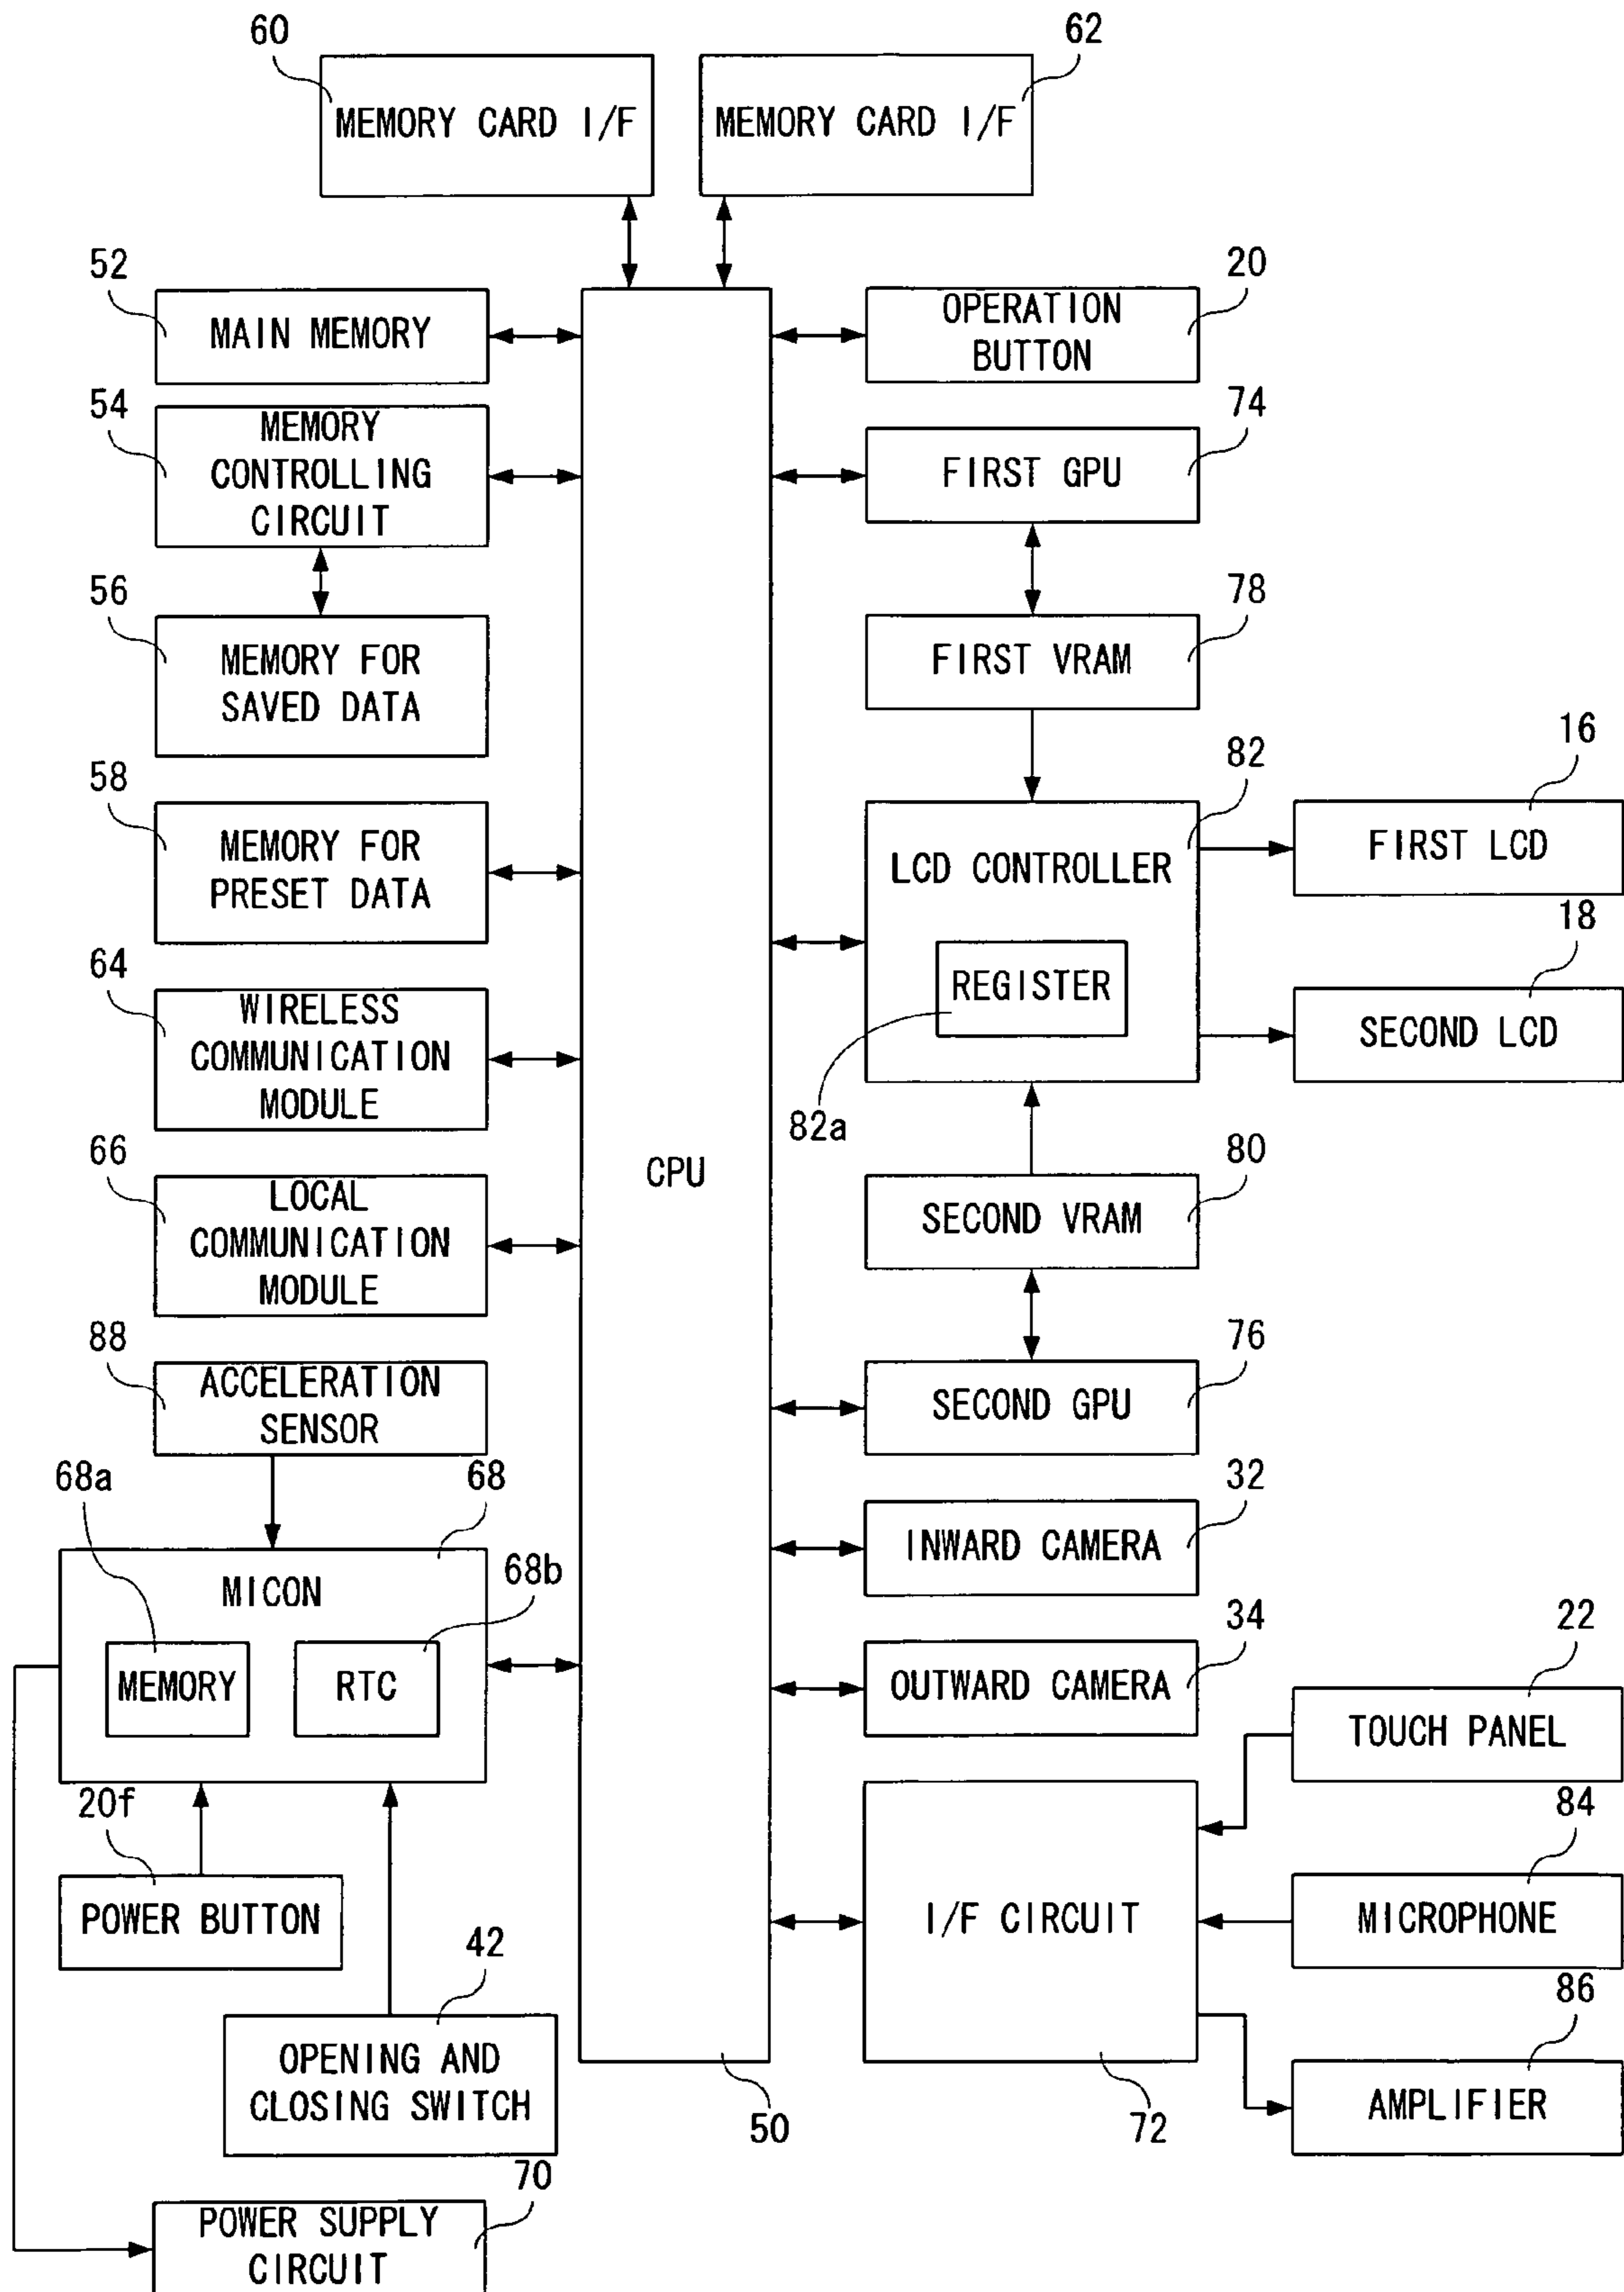 60
62
MEMORY CARD I/F
MEMORY CARD I/F
52
MAIN MEMORY
20
OPERATION
BUTTON
54
MEMORY
CONTROLLING
CIRCUIT
74
FIRST GPU
56
MEMORY FOR
SAVED DATA
78
FIRST VRAM
58
MEMORY FOR
PRESET DATA
82
LCD CONTROLLER
REGISTER
82a
16
FIRST LCD
18
SECOND LCD
64
WIRELESS
COMMUNICATION
MODULE
66
LOCAL
COMMUNICATION
MODULE
CPU
80
SECOND VRAM
88
ACCELERATION
SENSOR
76
SECOND GPU
68a
68
MICON
68b
MEMORY
RTC
32
INWARD CAMERA
34
OUTWARD CAMERA
22
TOUCH PANEL
20f
POWER BUTTON
42
OPENING AND
CLOSING SWITCH
I/F CIRCUIT
84
MICROPHONE
86
AMPLIFIER
50
72
70
POWER SUPPLY
CIRCUIT